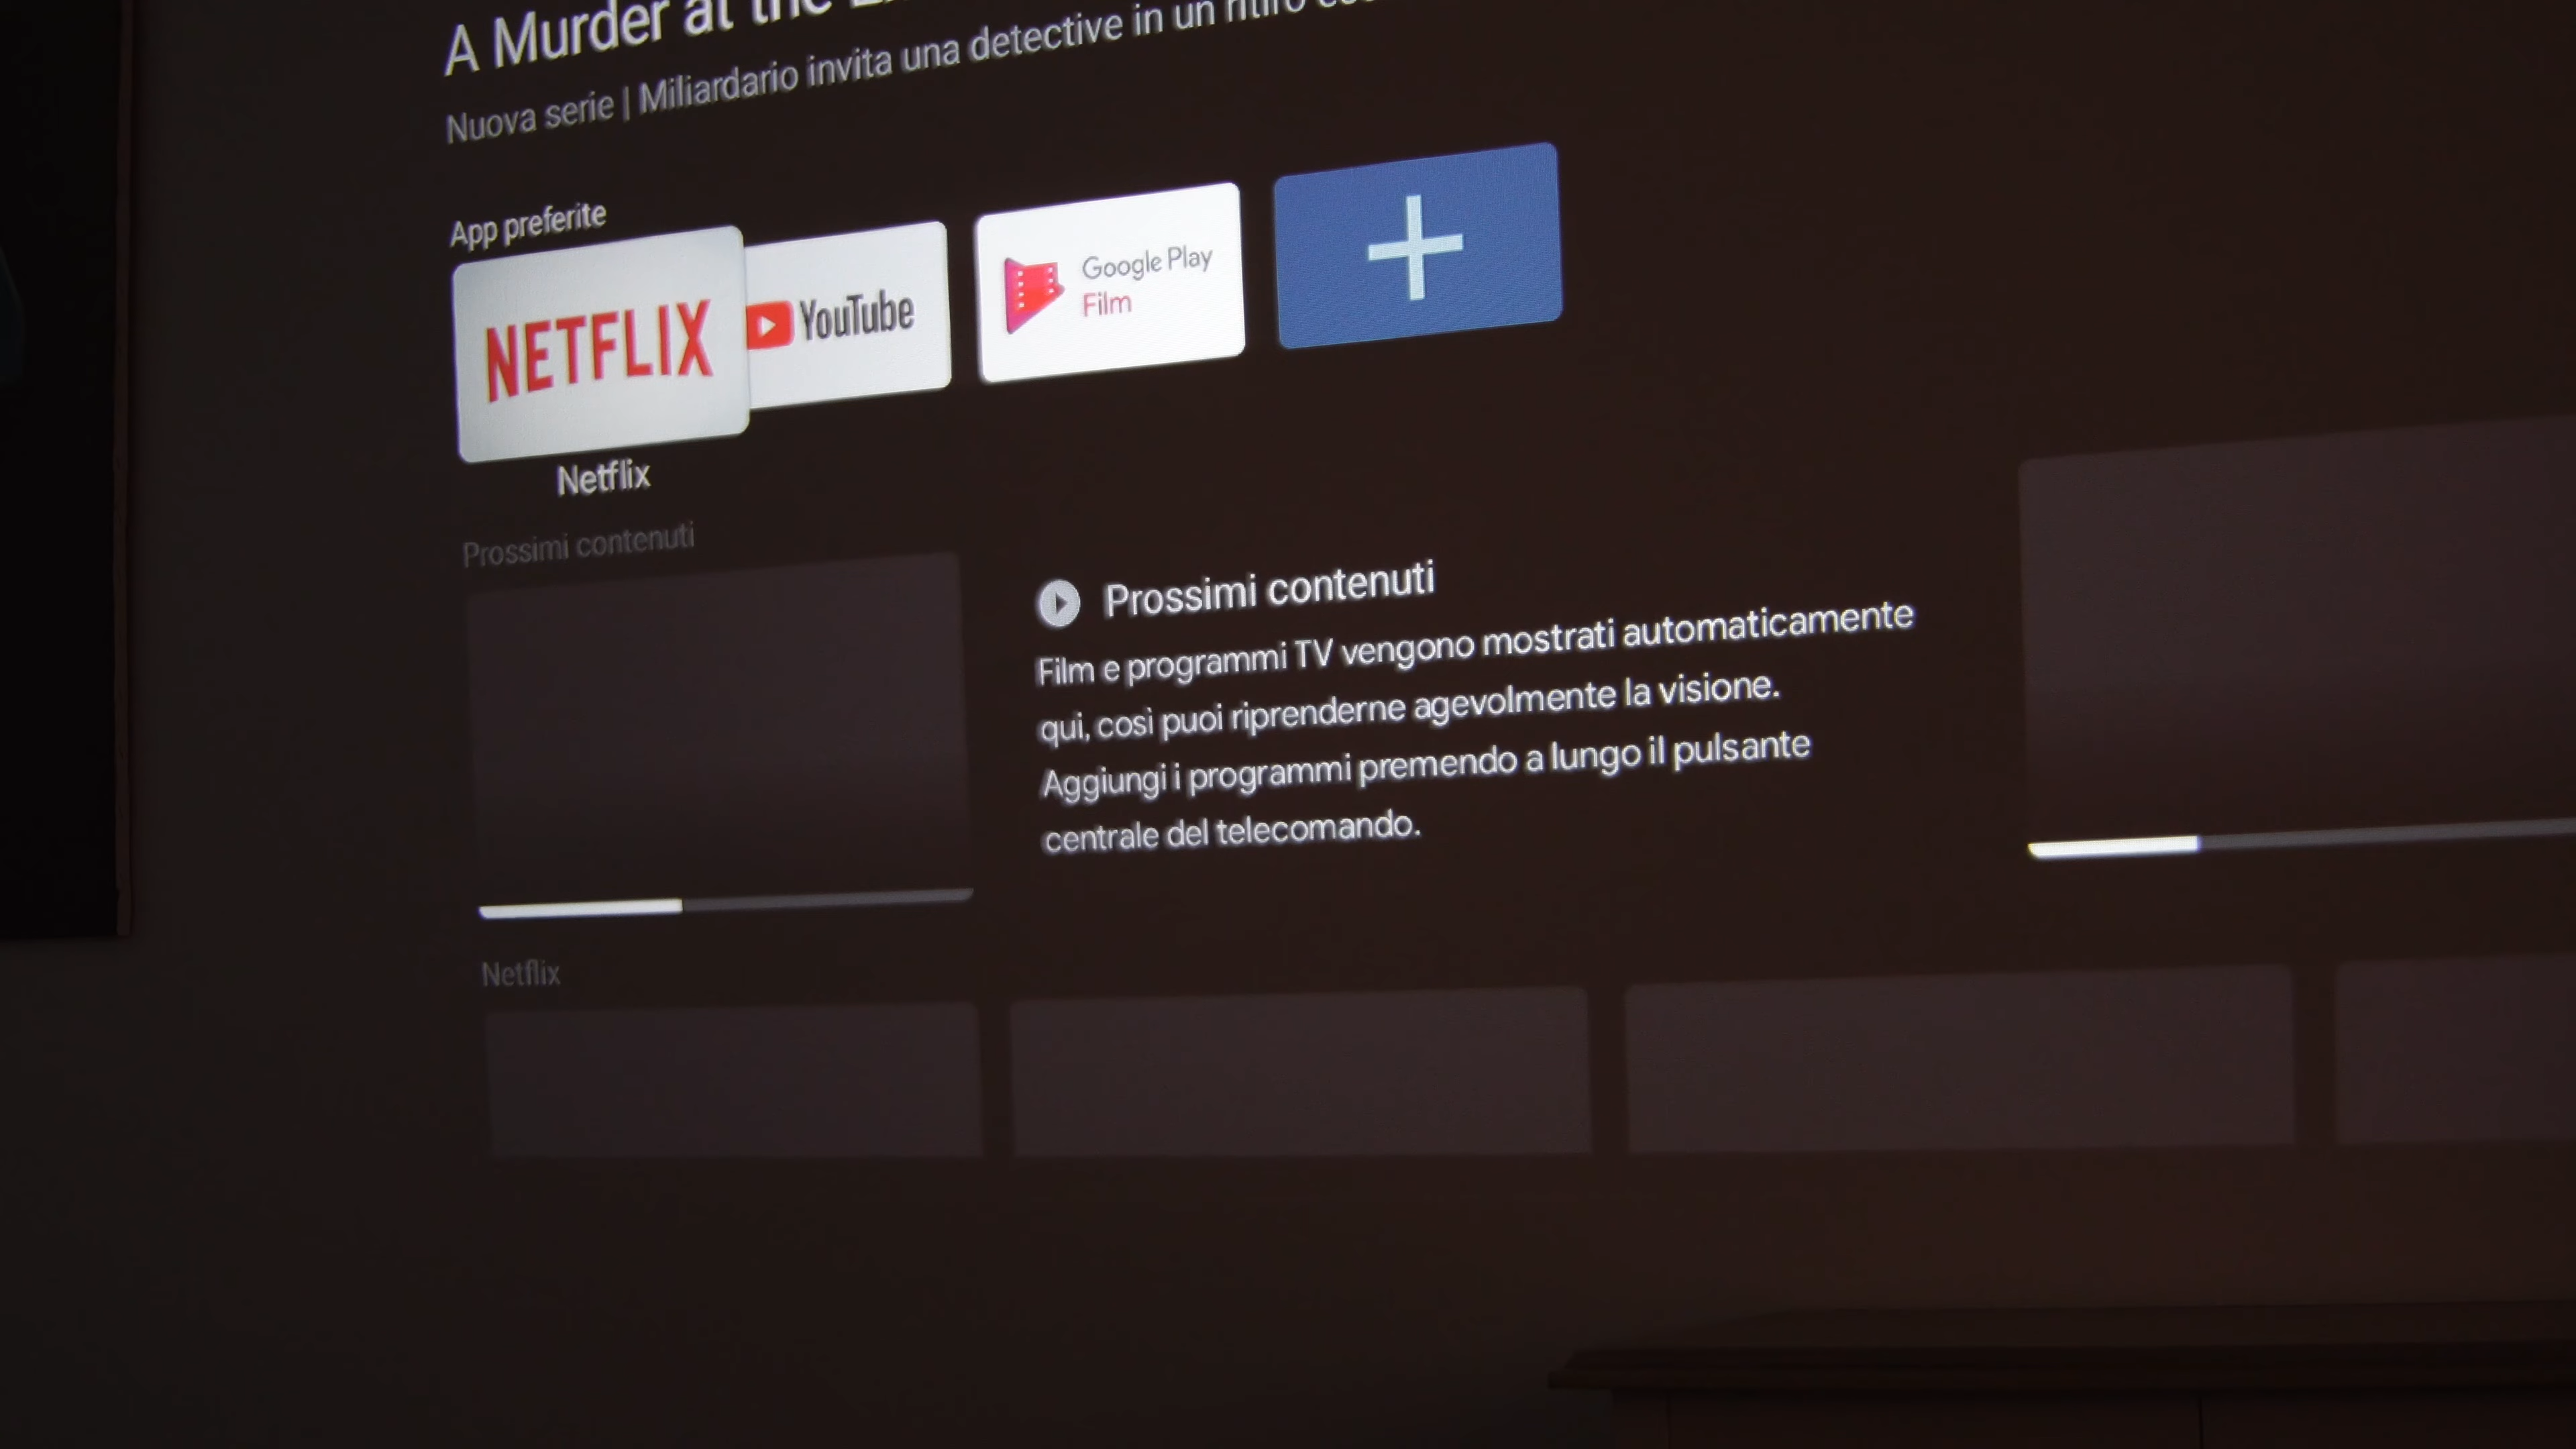 A Murder at the
Nuova serie | Miliardario invita una detective in un ritiro
App preferite
NETFLIX
YouTube
Google Play
Film
Netflix
Prossimi contenuti
Prossimi contenuti
Film e programmi TV vengono mostrati automaticamente
qui, così puoi riprenderne agevolmente la visione.
Aggiungi i programmi premendo a lungo il pulsante
centrale del telecomando.
Netflix